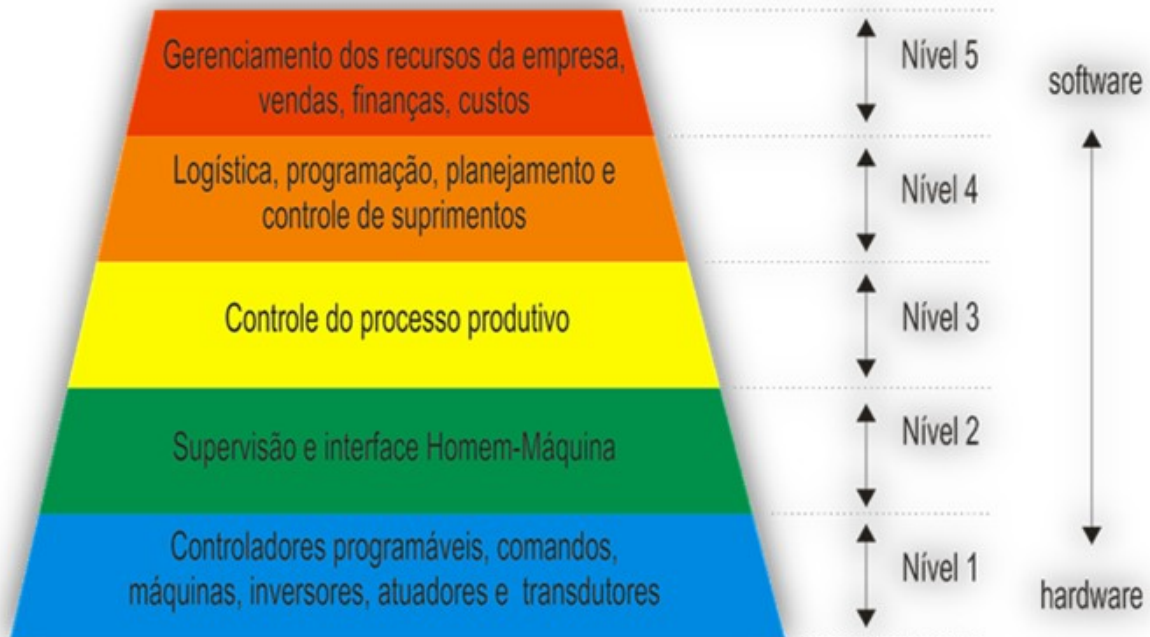 Gerenciamento dos recursos da empresa,
vendas, finanças, custos
Nível 5
software
Logística, programação, planejamento e
controle de suprimentos
Nível 4
Controle do processo produtivo
Nível 3
Supervisão e interface Homem-Máquina
Nível 2
Controladores programáveis, comandos,
máquinas, inversores, atuadores e transdutores
Nível 1
hardware